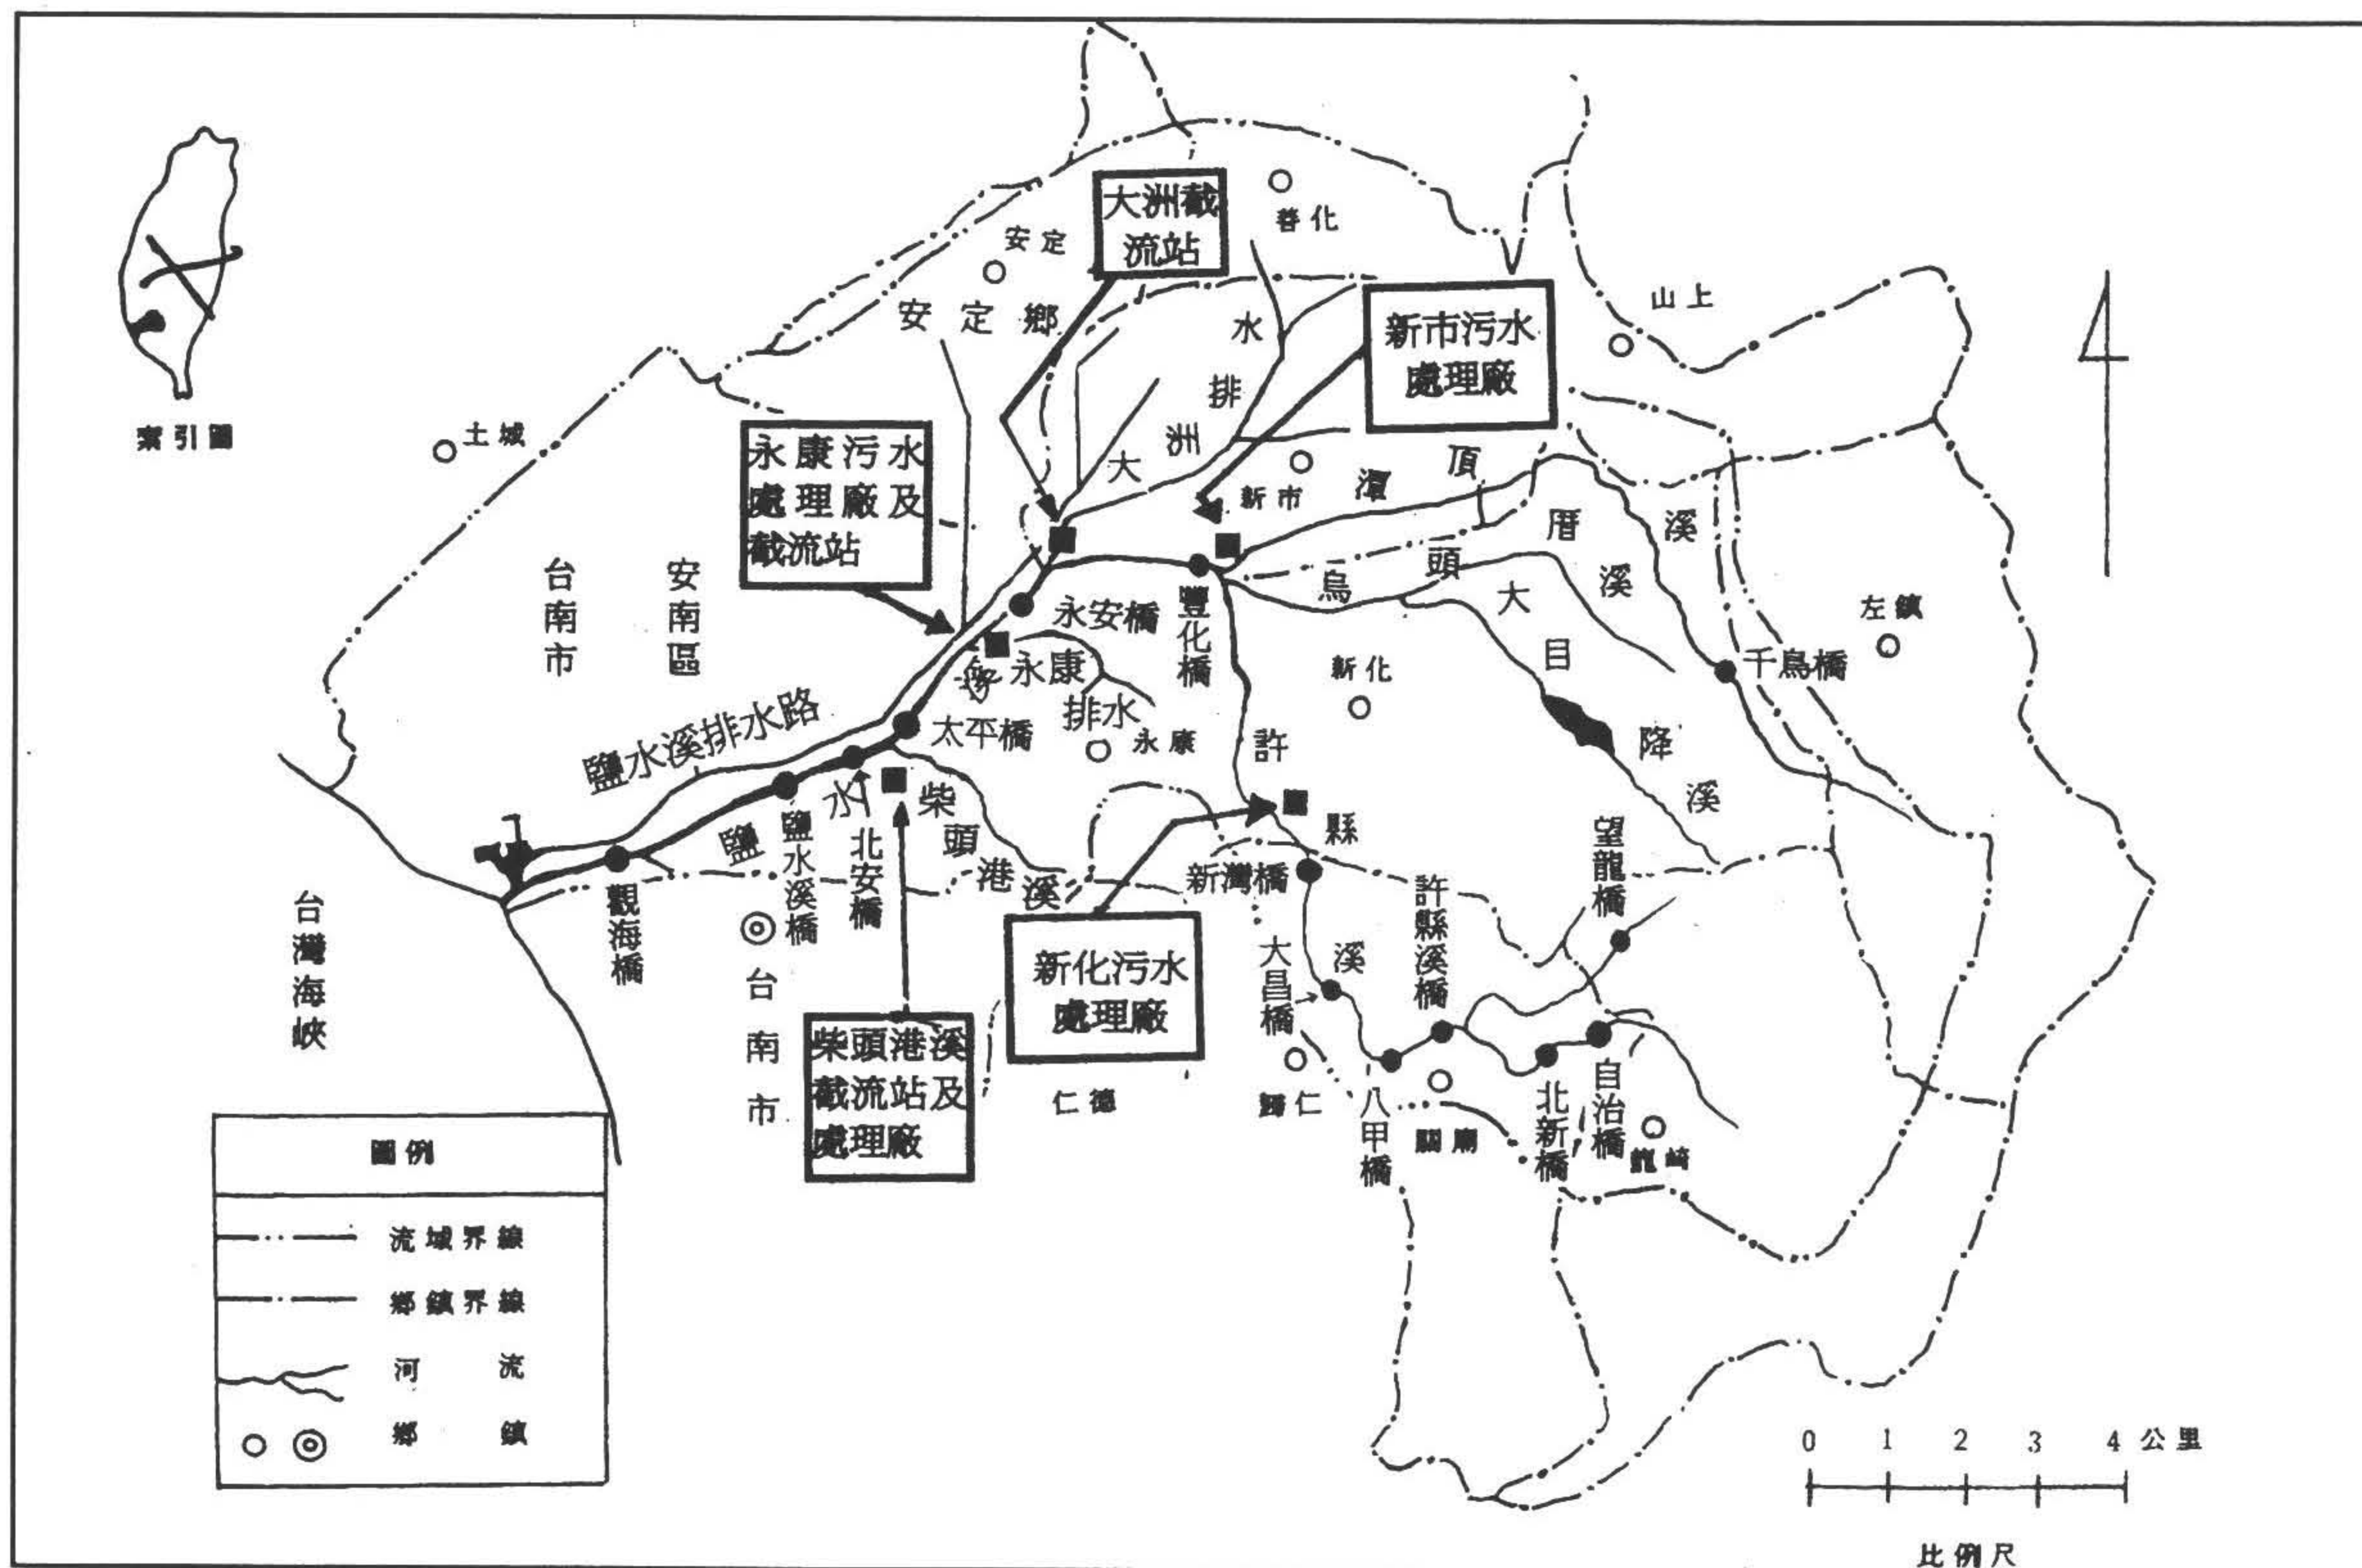 大洲截
流站
善化
安定
安定鄉
新市污水
處理廠
山上
索引圖
土城
永康污水
處理廠及
截流站
大洲排水
新市
潭頂溪
烏頭厝溪
大目降溪
左鎮
千鳥橋
台南市
安南區
永安橋
豐化橋
永康
排水
永康
新化
太平橋
鹽水溪排水路
鹽水溪
鹽水溪橋
北安橋
觀海橋
柴頭港溪
許縣溪
新灣橋
望龍橋
許縣溪橋
大昌橋
台灣海峽
台南市
新化污水
處理廠
柴頭港溪
截流站及
處理廠
仁德
歸仁
八甲橋
關廟
北新橋
自治橋
龍崎
圖例
流域界線
鄉鎮界線
河流
鄉鎮
0 1 2 3 4 公里
比例尺